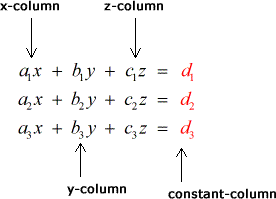 x-column z-column
a₁x + b₁y + c₁z = d₁
a₂x + b₂y + c₂z = d₂
a₃x + b₃y + c₃z = d₃
y-column
constant-column